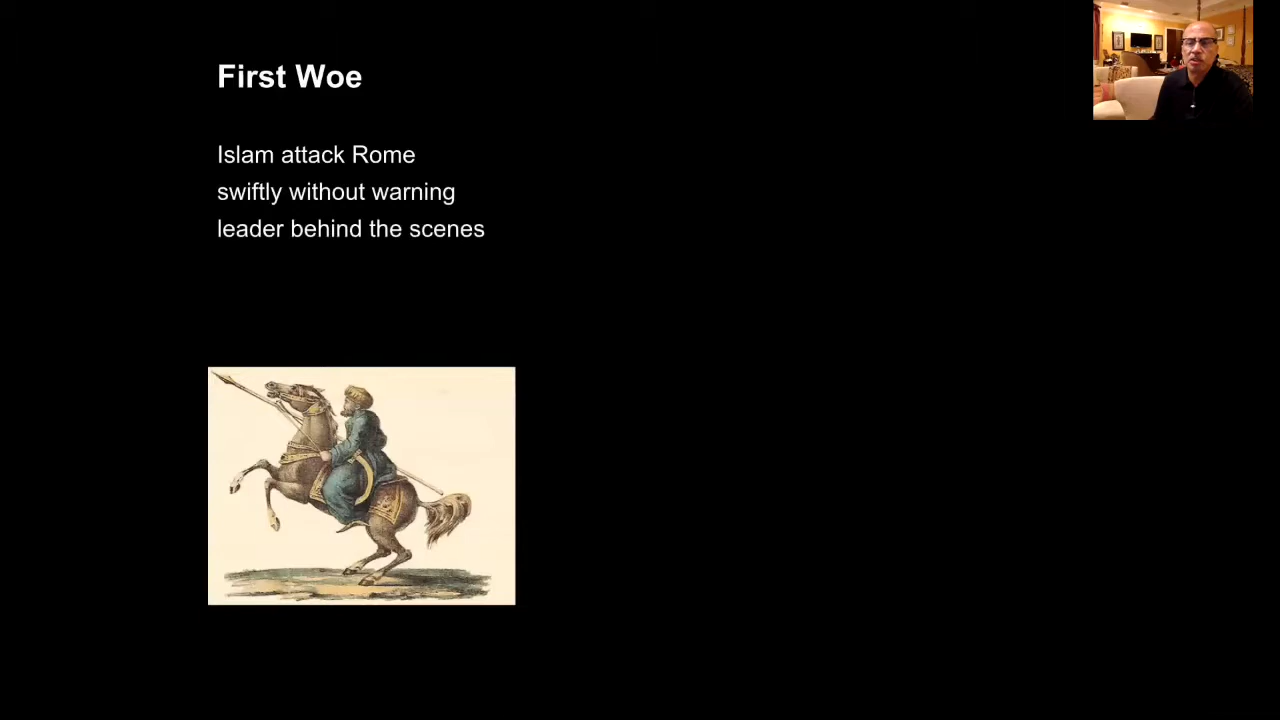 First Woe
Islam attack Rome
swiftly without warning
leader behind the scenes